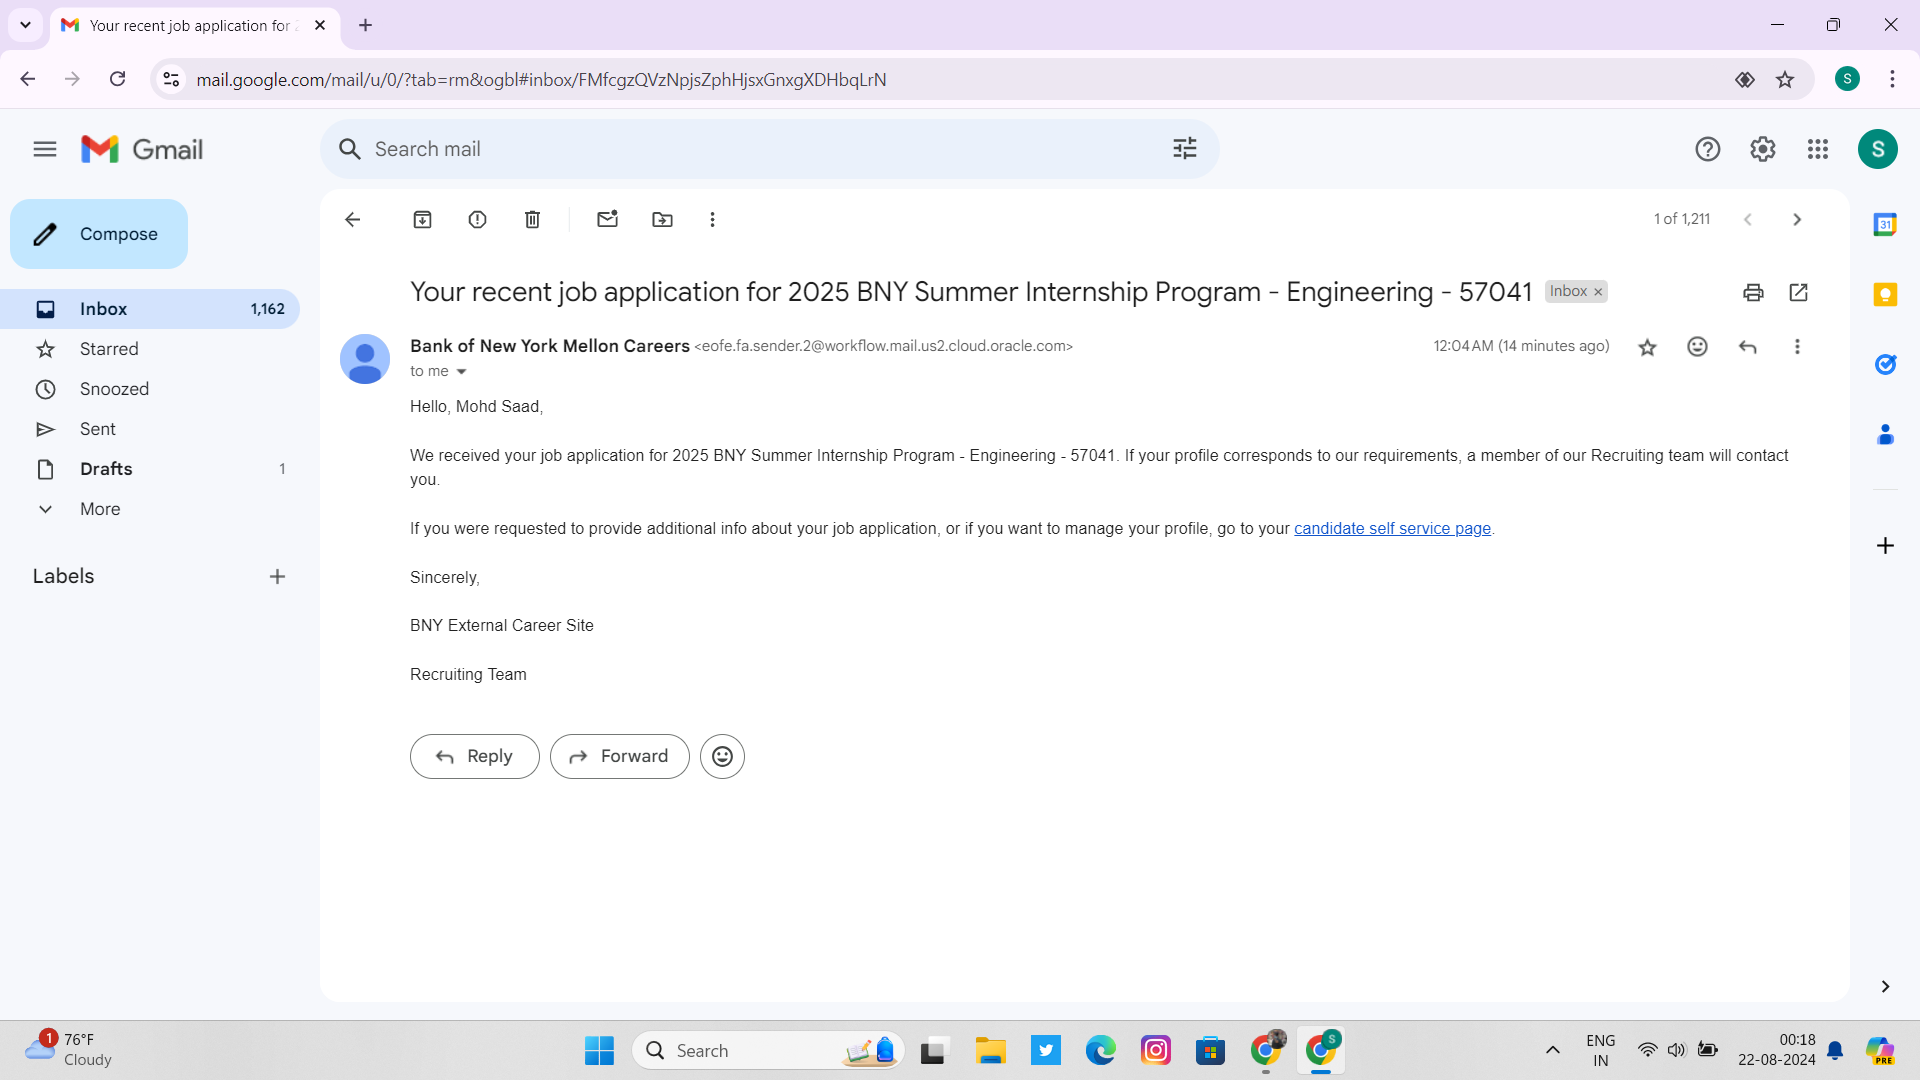 Your recent job application for
mail.google.com/mail/u/0/?tab=rm&ogbl#inbox/FMfcgzQVzNpjsZphHjsxGnxgXDHbqLrN
S
Gmail
Search mail
S
Compose
1 of 1,211
31
Your recent job application for 2025 BNY Summer Internship Program - Engineering - 57041
Inbox ×
Inbox 1,162
Starred
Snoozed
Sent
Drafts 1
More
Labels
Bank of New York Mellon Careers <eofe.fa.sender.2@workflow.mail.us2.cloud.oracle.com>
12:04 AM (14 minutes ago)
to me
Hello, Mohd Saad,
We received your job application for 2025 BNY Summer Internship Program - Engineering - 57041. If your profile corresponds to our requirements, a member of our Recruiting team will contact
you.
If you were requested to provide additional info about your job application, or if you want to manage your profile, go to your candidate self service page.
Sincerely,
BNY External Career Site
Recruiting Team
Reply
Forward
1
76°F
Cloudy
Search
S
ENG
IN
00:18
22-08-2024
PRE